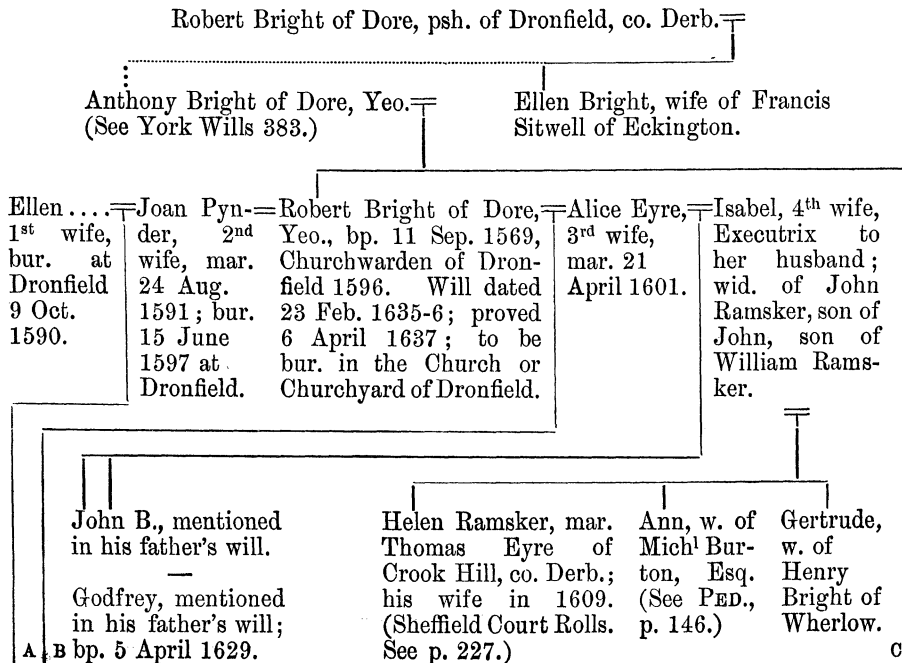 Robert Bright of Dore, psh. of Dronfield, co. Derb.
Anthony Bright of Dore, Yeo.
(See York Wills 383.)
Ellen Bright, wife of Francis
Sitwell of Eckington.
Ellen ....
1st wife,
bur. at
Dronfield
9 Oct.
1590.
Joan Pyn-
der, 2nd
wife, mar.
24 Aug.
1591; bur.
15 June
1597 at
Dronfield.
Robert Bright of Dore,
Yeo., bp. 11 Sep. 1569,
Churchwarden of Dron-
field 1596. Will dated
23 Feb. 1635-6; proved
6 April 1637; to be
bur. in the Church or
Churchyard of Dronfield.
Alice Eyre,
3rd wife,
mar. 21
April 1601.
Isabel, 4th wife,
Executrix to
her husband;
wid. of John
Ramsker, son of
John, son of
William Rams-
ker.
John B., mentioned
in his father's will.
—
Godfrey, mentioned
in his father's will;
bp. 5 April 1629.
Helen Ramsker, mar.
Thomas Eyre of
Crook Hill, co. Derb.;
his wife in 1609.
(Sheffield Court Rolls.
See p. 227.)
Ann, w. of
Michl Bur-
ton, Esq.
(See PED.,
p. 146.)
Gertrude,
w. of
Henry
Bright of
Wherlow.
A B C